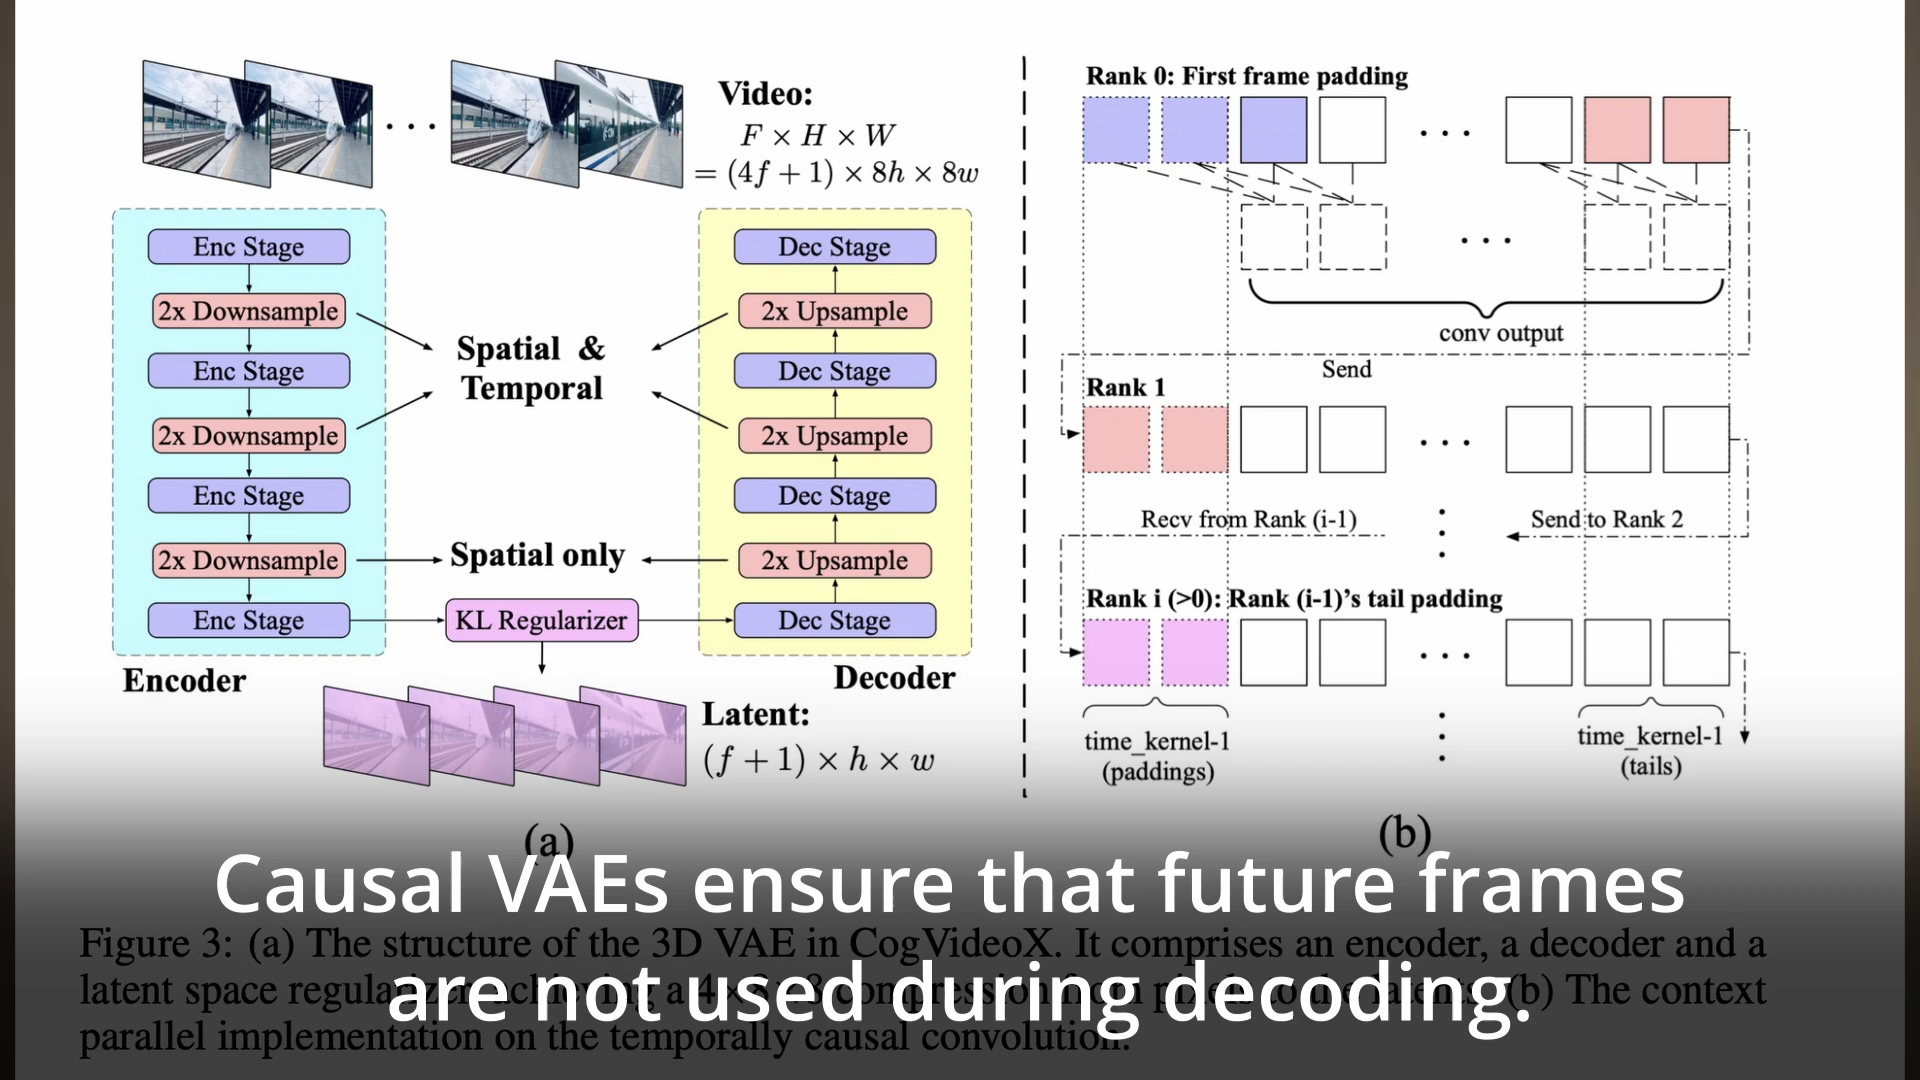 Video:
F × H × W
= (4f + 1) × 8h × 8w
Enc Stage
2x Downsample
Enc Stage
2x Downsample
Enc Stage
2x Downsample
Enc Stage
Encoder
Spatial &
Temporal
Spatial only
KL Regularizer
Dec Stage
2x Upsample
Dec Stage
2x Upsample
Dec Stage
2x Upsample
Dec Stage
Decoder
Latent:
(f + 1) × h × w
(a)
Rank 0: First frame padding
conv output
Send
Rank 1
Recv from Rank (i-1)
Send to Rank 2
Rank i (>0): Rank (i-1)’s tail padding
time_kernel-1
(paddings)
time_kernel-1
(tails)
(b)
Causal VAEs ensure that future frames
are not used during decoding.
Figure 3: (a) The structure of the 3D VAE in CogVideoX. It comprises an encoder, a decoder and a
latent space regularizer achieving a 4×8×8 compression from pixels to the latents. (b) The context
parallel implementation on the temporally causal convolution.